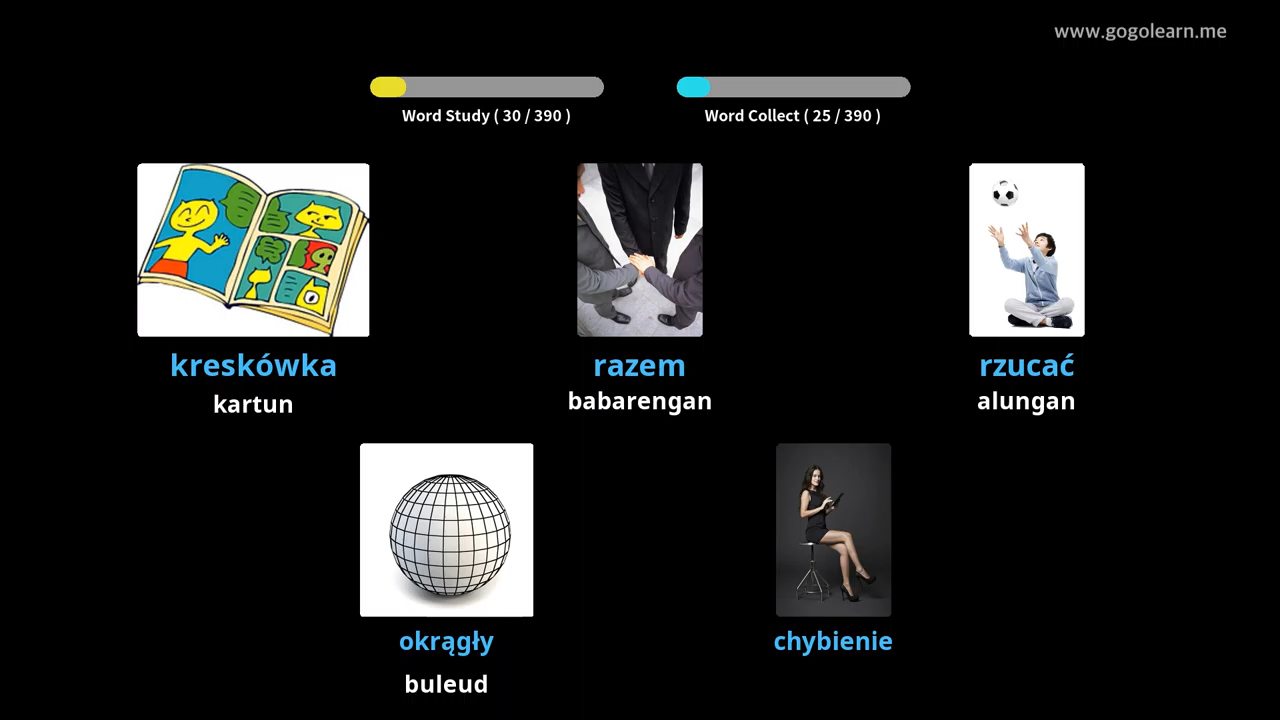 www.gogolearn.me
Word Study ( 30 / 390 )
Word Collect ( 25 / 390 )
kreskówka
razem
rzucać
kartun
babarengan
alungan
okrągły
chybienie
buleud